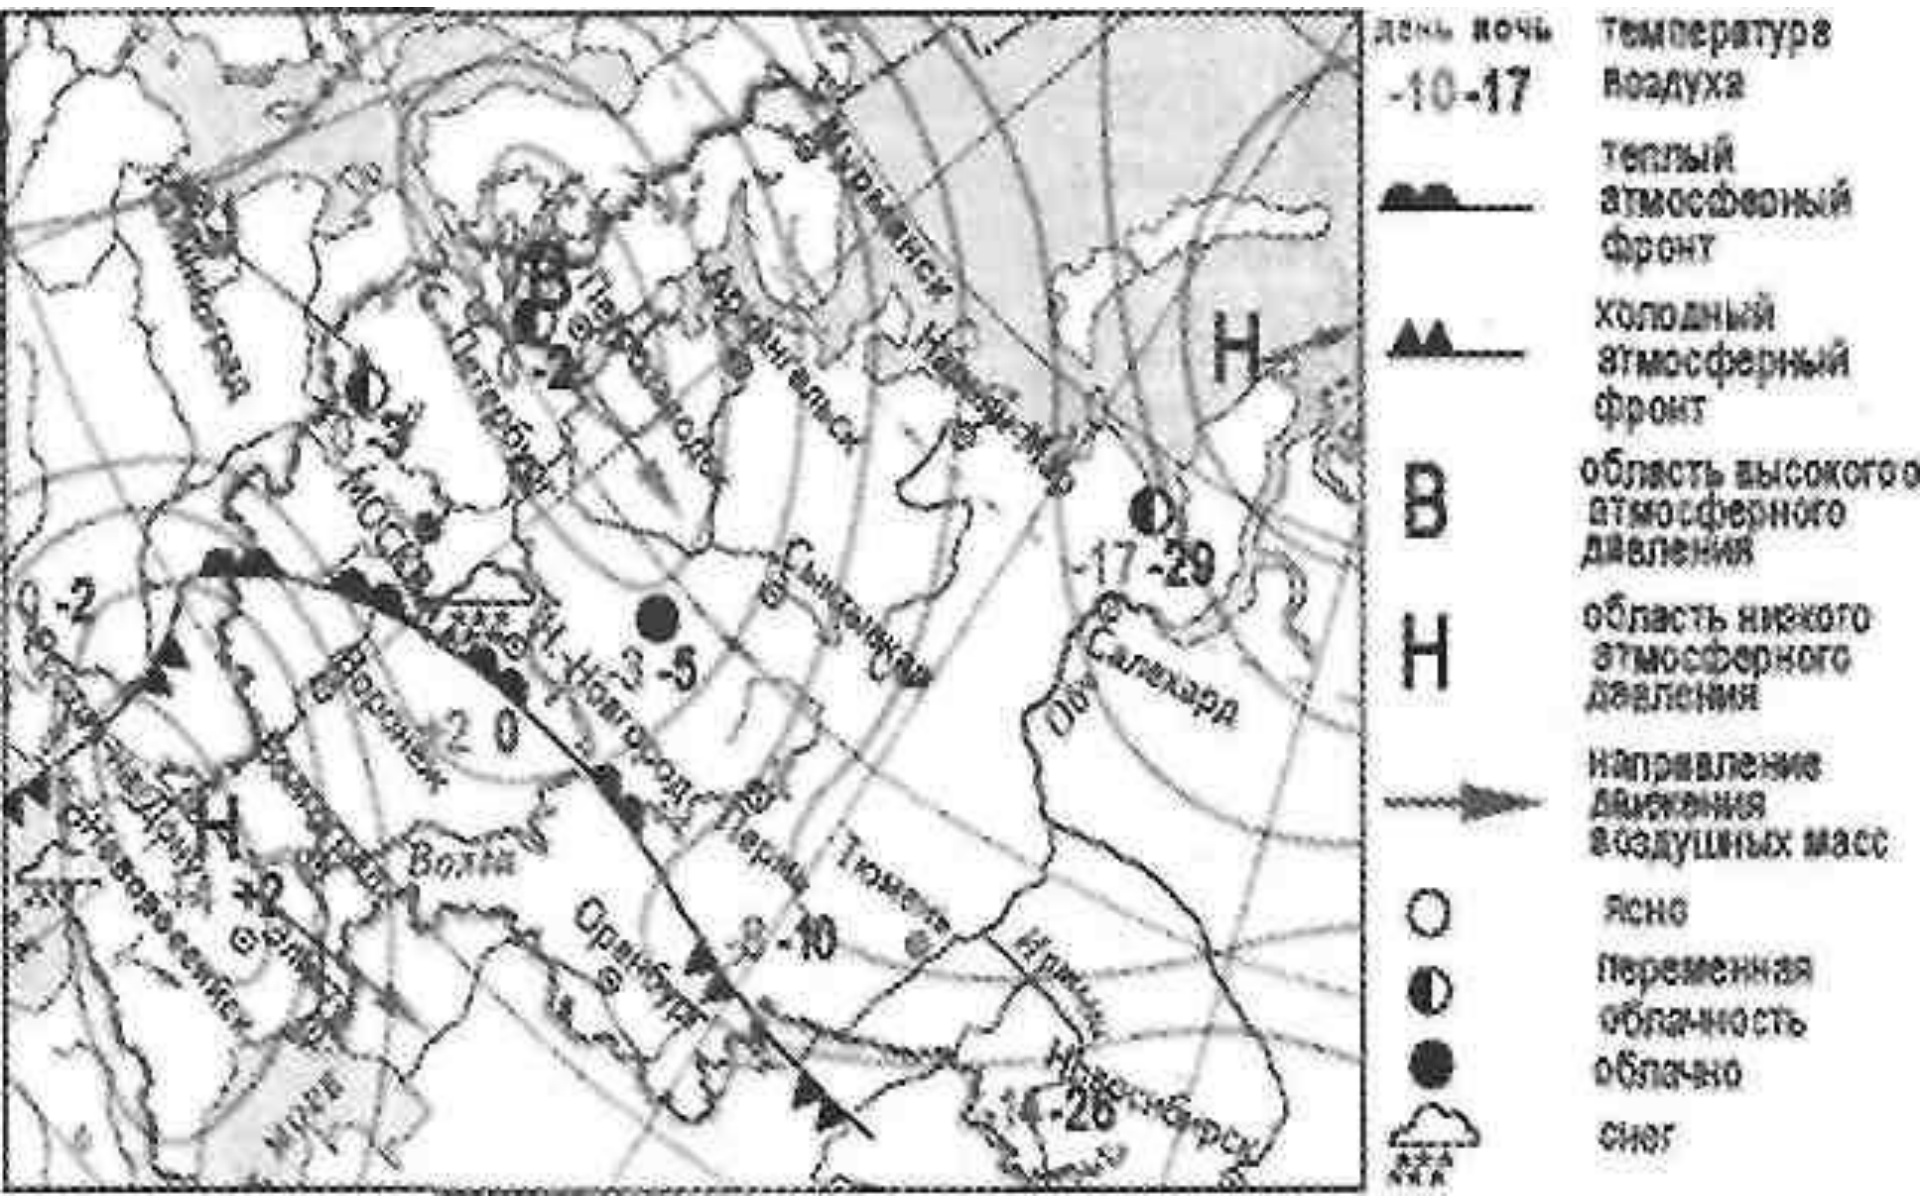 Мурманск
Архангельск
Нарьян-Мар
В
Петрозаводск
Петербург
-2
Н
Сыктывкар
-17 -29
Салехард
Обь
0 -2
Н.-Новгород
-3 -5
Воронеж
-2 0
Н
Волга
Пермь
Тюмень
Новороссийск
Оренбург
-8 -10
Иртыш
Новосибирск
-26
море
день ночь
-10 -17
температура
воздуха
теплый
атмосферный
фронт
холодный
атмосферный
фронт
В
область высокого
атмосферного
давления
Н
область низкого
атмосферного
давления
направление
движения
воздушных масс
ясно
переменная
облачность
облачно
снег